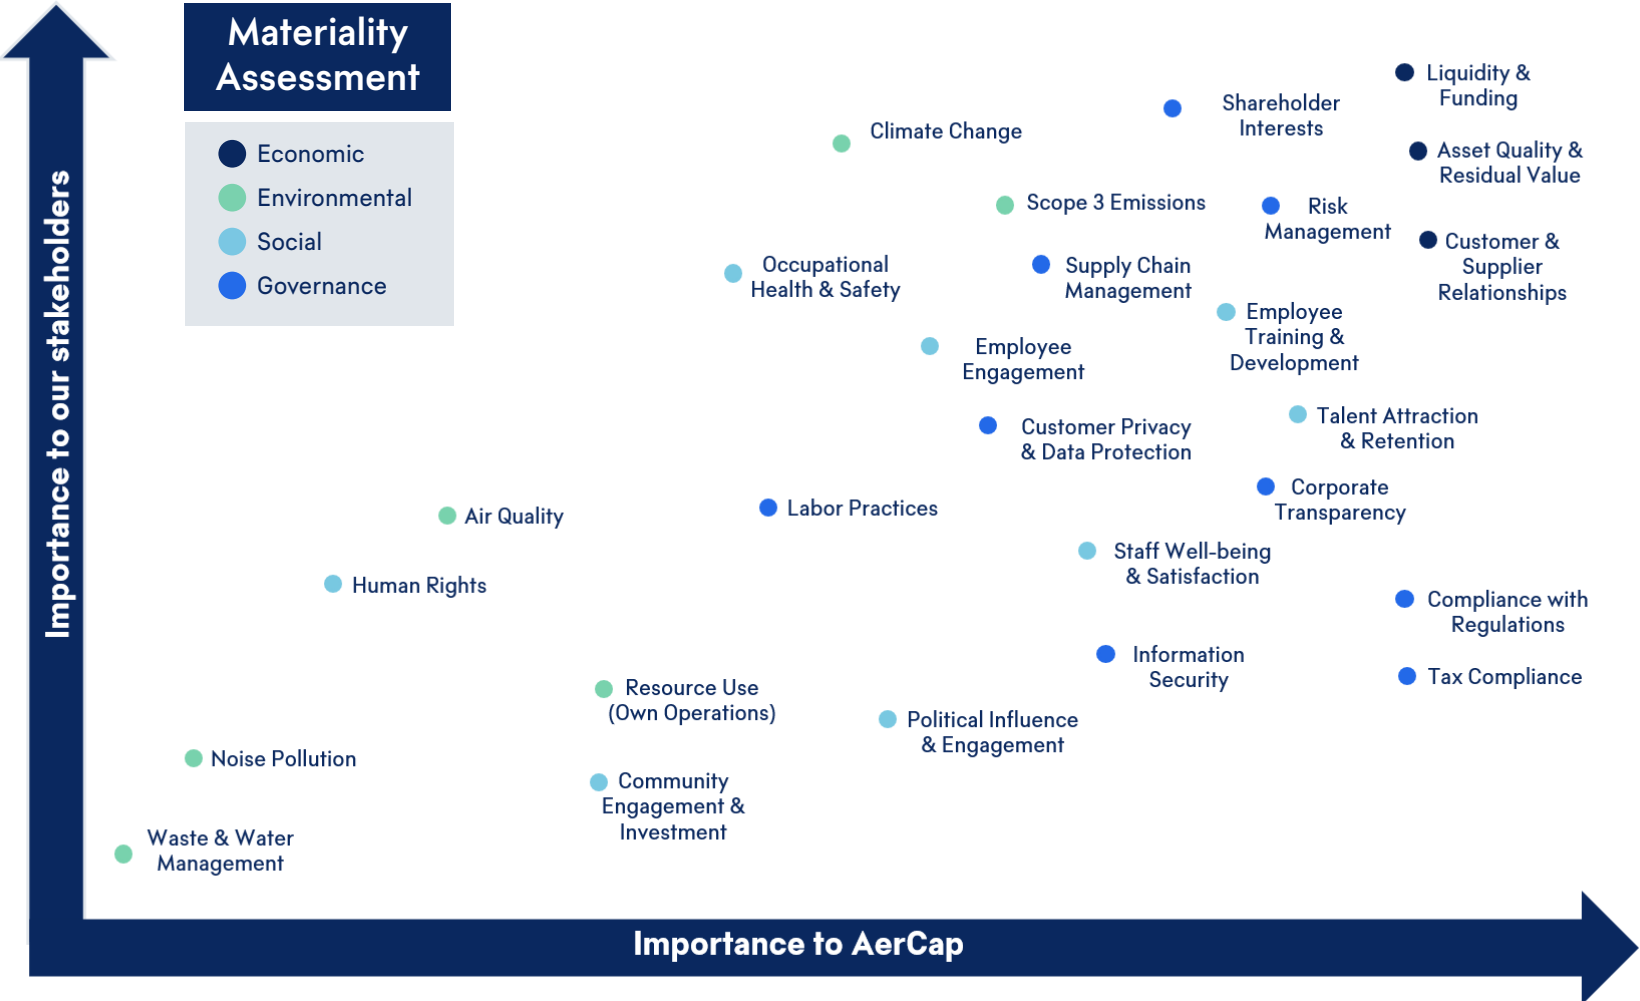 Materiality
Assessment
Economic
Environmental
Social
Governance
Importance to our stakeholders
Liquidity &
Funding
Shareholder
Interests
Climate Change
Asset Quality &
Residual Value
Scope 3 Emissions
Risk
Management
Customer &
Supplier
Relationships
Occupational
Health & Safety
Supply Chain
Management
Employee
Training &
Development
Employee
Engagement
Talent Attraction
& Retention
Customer Privacy
& Data Protection
Corporate
Transparency
Labor Practices
Air Quality
Staff Well-being
& Satisfaction
Human Rights
Compliance with
Regulations
Information
Security
Tax Compliance
Resource Use
(Own Operations)
Political Influence
& Engagement
Noise Pollution
Community
Engagement &
Investment
Waste & Water
Management
Importance to AerCap